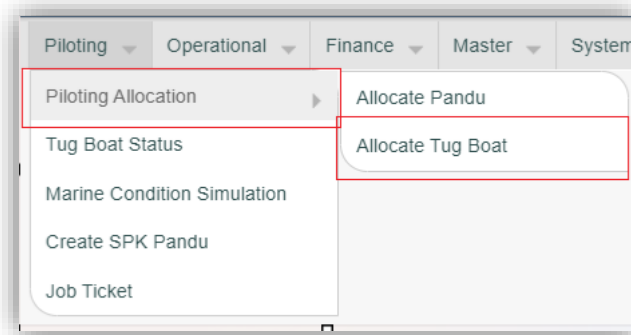 Piloting Operational Finance Master System
Piloting Allocation
Allocate Pandu
Tug Boat Status
Allocate Tug Boat
Marine Condition Simulation
Create SPK Pandu
Job Ticket